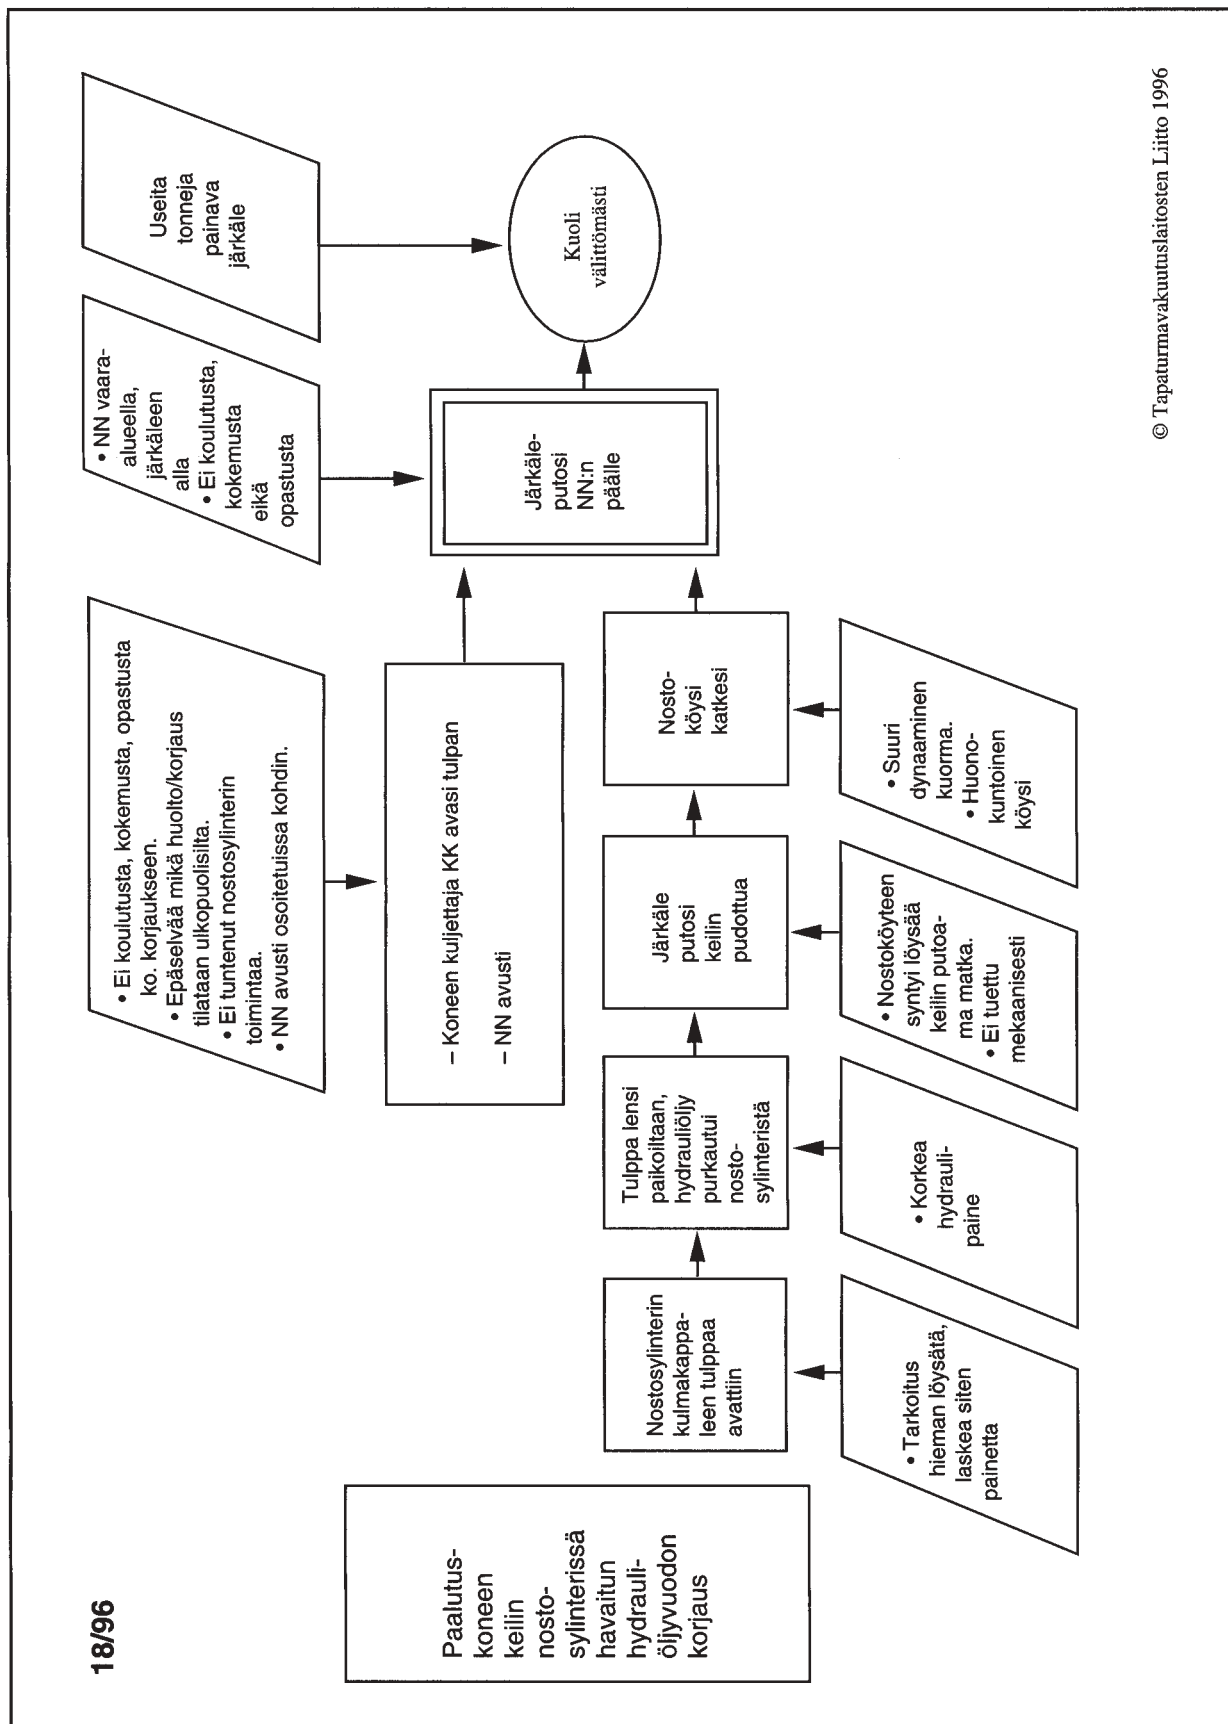 18/96
Paalutus-
koneen
keilin
nosto-
sylinterissä
havaitun
hydrauli-
öljyvuodon
korjaus
• Ei koulutusta, kokemusta, opastusta
ko. korjaukseen.
• Epäselvää mikä huolto/korjaus
tilataan ulkopuolisilta.
• Ei tuntenut nostosylinterin
toimintaa.
• NN avusti osoitetuissa kohdin.
– Koneen kuljettaja KK avasi tulpan
– NN avusti
• NN vaara-
alueella,
järkäleen
alla
• Ei koulutusta,
kokemusta
eikä
opastusta
Useita
tonneja
painava
järkäle
Järkäle-
putosi
NN:n
päälle
Kuoli
välittömästi
Nostosylinterin
kulmakappa-
leen tulppaa
avattiin
Tulppa lensi
paikoiltaan,
hydrauliöljy
purkautui
nosto-
sylinteristä
Järkäle
putosi
keilin
pudottua
Nosto-
köysi
katkesi
• Tarkoitus
hieman löysätä,
laskea siten
painetta
• Korkea
hydrauli-
paine
• Nostoköyteen
syntyi löysää
keilin putoa-
ma matka.
• Ei tuettu
mekaanisesti
• Suuri
dynaaminen
kuorma.
• Huono-
kuntoinen
köysi
© Tapaturmavakuutuslaitosten Liitto 1996